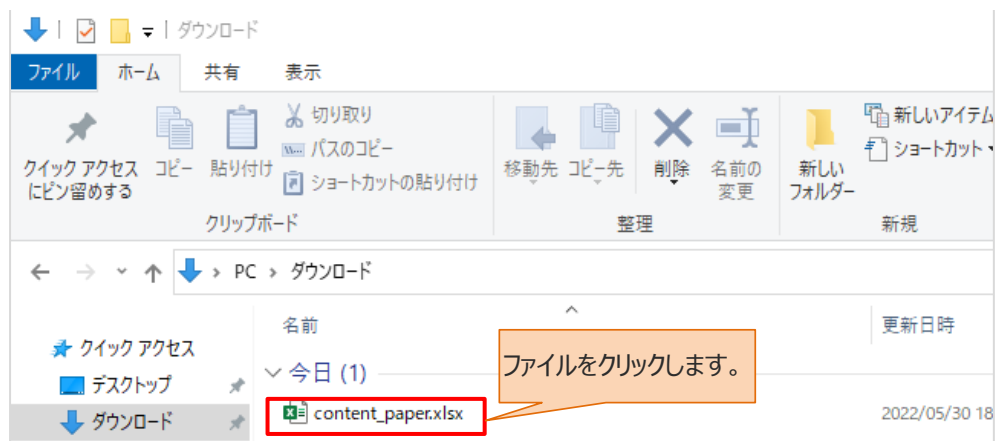 ダウンロード
ファイル ホーム 共有 表示
クイック アクセス
にピン留めする
コピー
貼り付け
切り取り
パスのコピー
ショートカットの貼り付け
クリップボード
移動先
コピー先
削除
名前の
変更
整理
新しい
フォルダー
新しいアイテム
ショートカット
新規
PC › ダウンロード
名前
更新日時
クイック アクセス
デスクトップ
ダウンロード
今日 (1)
content_paper.xlsx
2022/05/30 18
ファイルをクリックします。